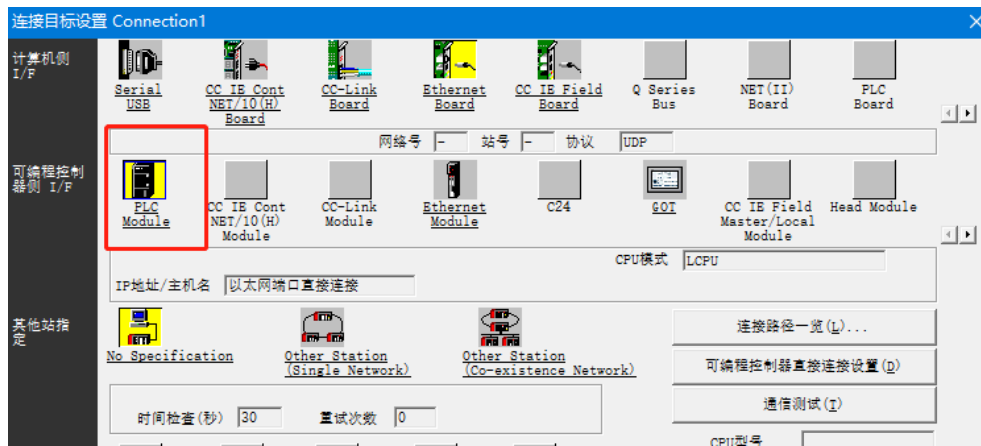 连接目标设置 Connection1
计算机侧
I/F
Serial
USB
CC IE Cont
NET/10(H)
Board
CC-Link
Board
Ethernet
Board
CC IE Field
Board
Q Series
Bus
NET(II)
Board
PLC
Board
网络号 - 站号 - 协议 UDP
可编程控制
器侧 I/F
PLC
Module
CC IE Cont
NET/10(H)
Module
CC-Link
Module
Ethernet
Module
C24
GOT
CC IE Field
Master/Local
Module
Head Module
CPU模式 LCPU
IP地址/主机名 以太网端口直接连接
其他站指
定
No Specification
Other Station
(Single Network)
Other Station
(Co-existence Network)
连接路径一览(L)...
可编程控制器直接连接设置(D)
通信测试(T)
时间检查(秒) 30 重试次数 0
CPU型号